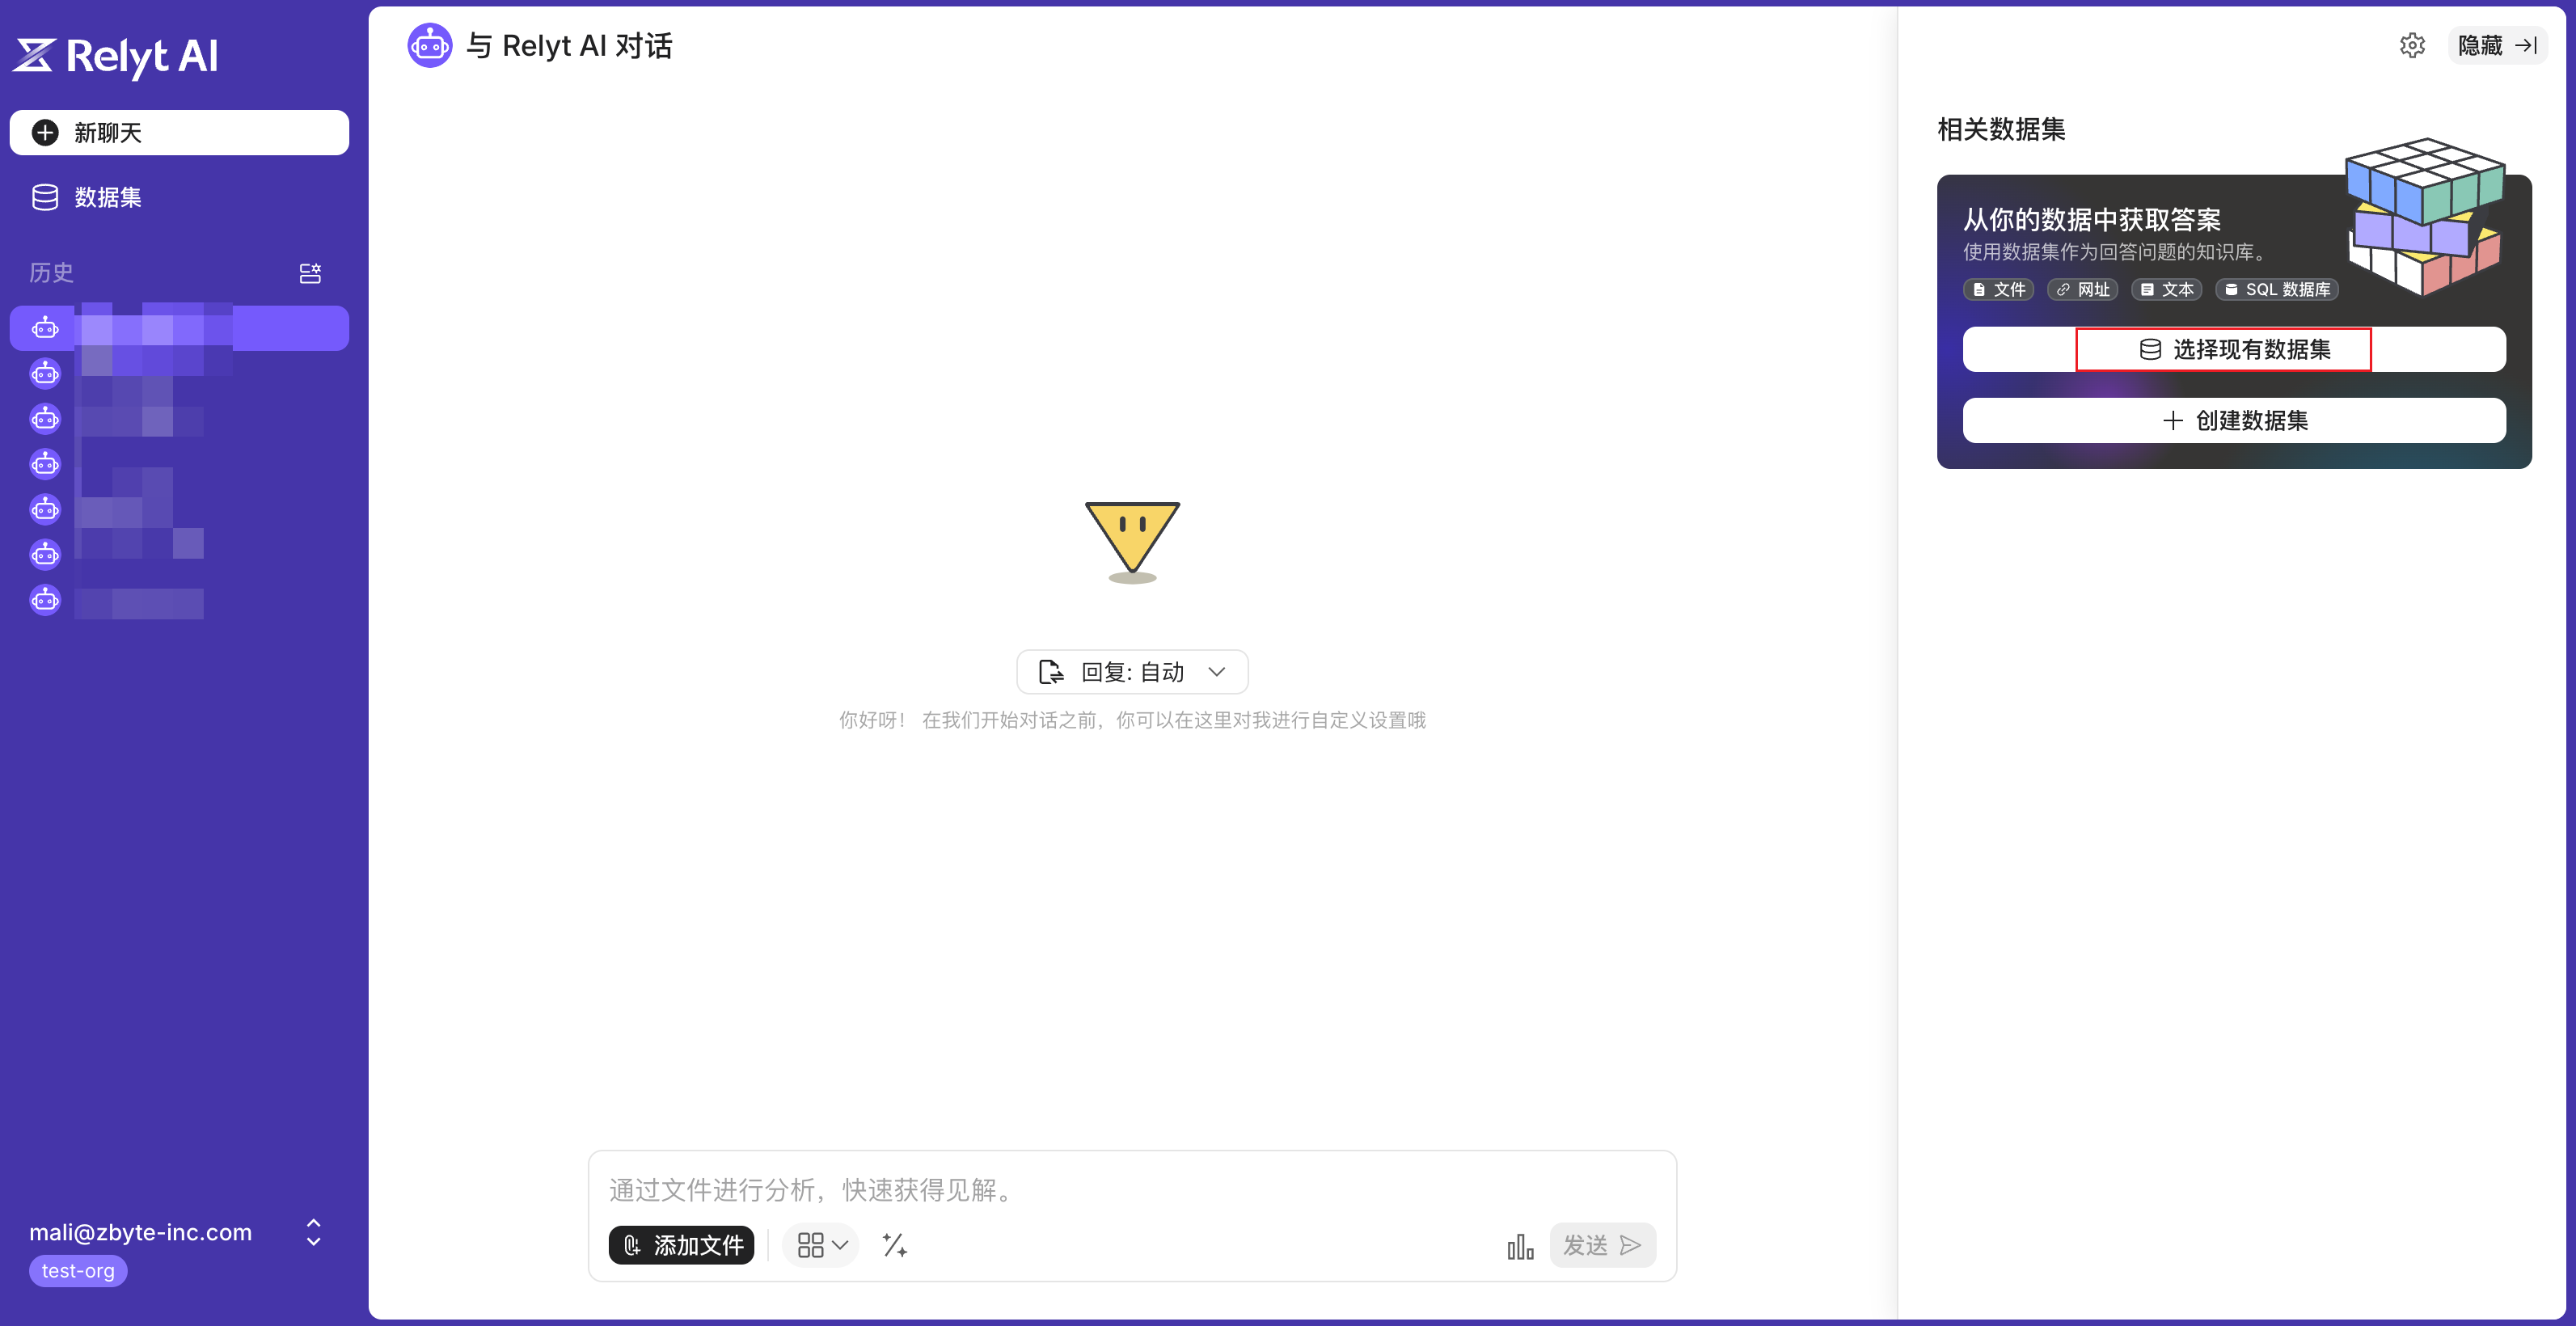 Relyt AI
新聊天
数据集
历史
mali@zbyte-inc.com
test-org
与 Relyt AI 对话
回复: 自动
你好呀！ 在我们开始对话之前，你可以在这里对我进行自定义设置哦
通过文件进行分析，快速获得见解。
添加文件
发送
隐藏
相关数据集
从你的数据中获取答案
使用数据集作为回答问题的知识库。
文件 网址 文本 SQL 数据库
选择现有数据集
创建数据集